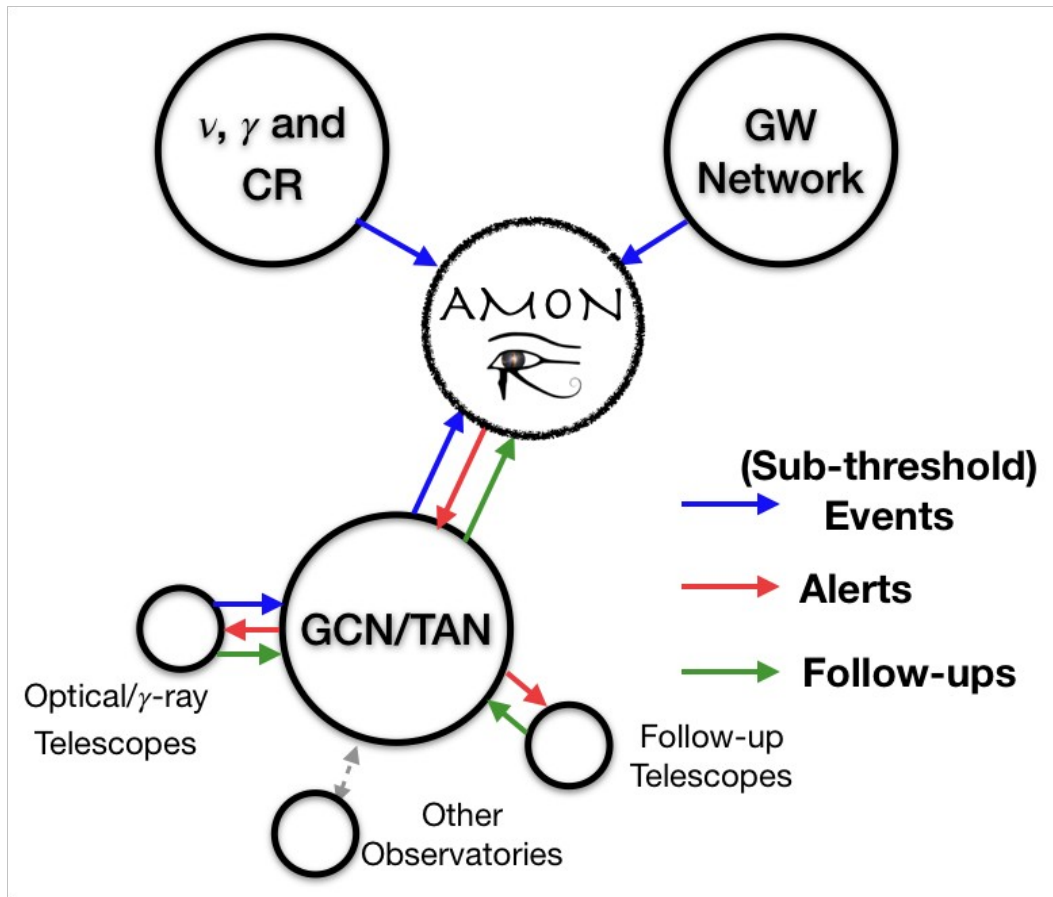 ν, γ and
CR
GW
Network
AMON
(Sub-threshold)
Events
Alerts
Follow-ups
GCN/TAN
Optical/γ-ray
Telescopes
Follow-up
Telescopes
Other
Observatories